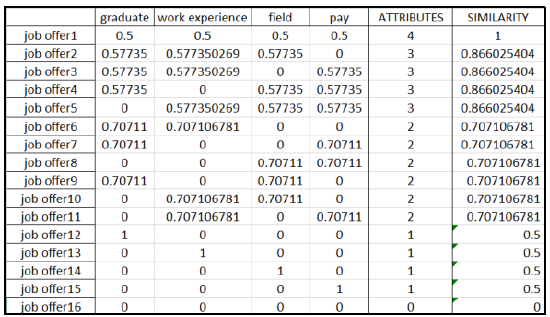 graduate work experience field pay ATTRIBUTES SIMILARITY
job offer1 0.5 0.5 0.5 0.5 4 1
job offer2 0.57735 0.577350269 0.57735 0 3 0.866025404
job offer3 0.57735 0.577350269 0 0.57735 3 0.866025404
job offer4 0.57735 0 0.57735 0.57735 3 0.866025404
job offer5 0 0.577350269 0.57735 0.57735 3 0.866025404
job offer6 0.70711 0.707106781 0 0 2 0.707106781
job offer7 0.70711 0 0 0.70711 2 0.707106781
job offer8 0 0 0.70711 0.70711 2 0.707106781
job offer9 0.70711 0 0.70711 0 2 0.707106781
job offer10 0 0.707106781 0.70711 0 2 0.707106781
job offer11 0 0.707106781 0 0.70711 2 0.707106781
job offer12 1 0 0 0 1 0.5
job offer13 0 1 0 0 1 0.5
job offer14 0 0 1 0 1 0.5
job offer15 0 0 0 1 1 0.5
job offer16 0 0 0 0 0 0